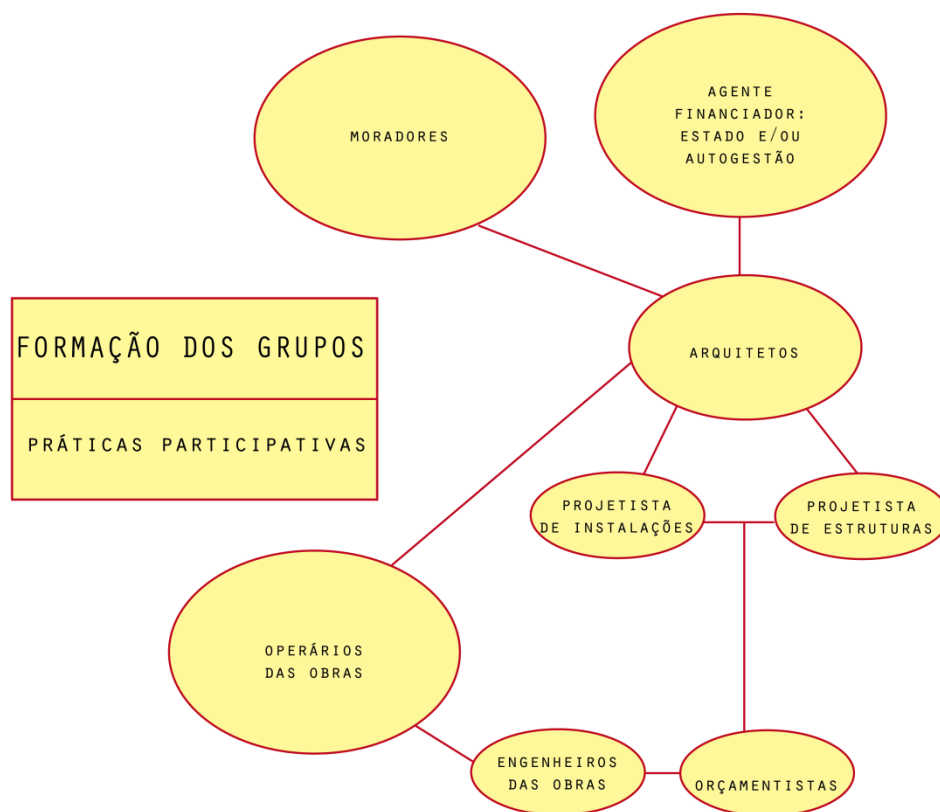 MORADORES
AGENTE
FINANCIADOR:
ESTADO E/OU
AUTOGESTÃO
FORMAÇÃO DOS GRUPOS
PRÁTICAS PARTICIPATIVAS
ARQUITETOS
PROJETISTA
DE INSTALAÇÕES
PROJETISTA
DE ESTRUTURAS
OPERÁRIOS
DAS OBRAS
ENGENHEIROS
DAS OBRAS
ORÇAMENTISTAS